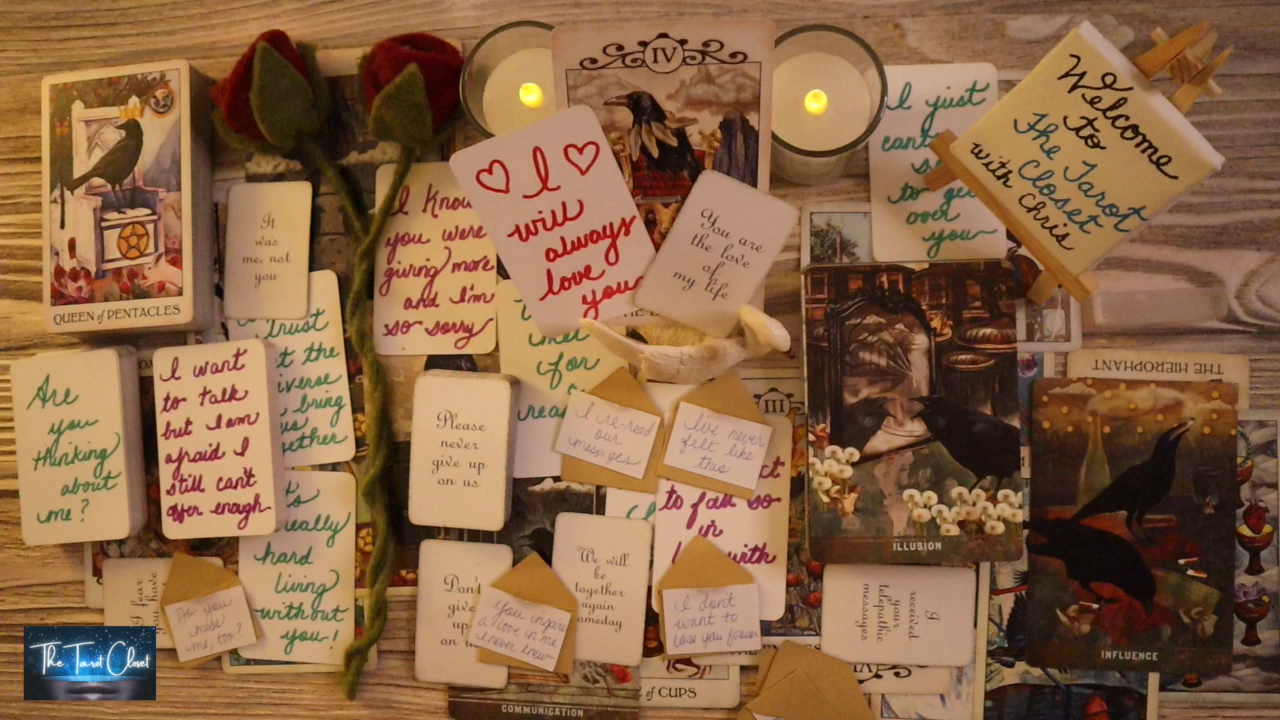 IV
I
will
always
love
you
You are
the love
of
my life
I just
to get
over
you
Welcome
to
The Tarot
Closet
with Chris
QUEEN of PENTACLES
It
was
me, not
you
I know
you were
giving more
and I'm
so sorry
Trust
the
bring
for
Are
you
thinking
about
me?
I want
to talk
but I am
afraid I
still can't
offer enough
Please
never
give up
on us
I re-read
our
messages
I've never
felt like
this
III
to fall so
in
with
THE HIEROPHANT
ILLUSION
INFLUENCE
really
hard
living
without
you!
I fear
have
Do you
miss
me, too?
Don't
give
up
on
You inspire
a love in me
I never knew
We will
be
together
again
someday
I don't
want to
lose you forever
I
received
your
telepathic
messages
of CUPS
COMMUNICATION
The Tarot Closet